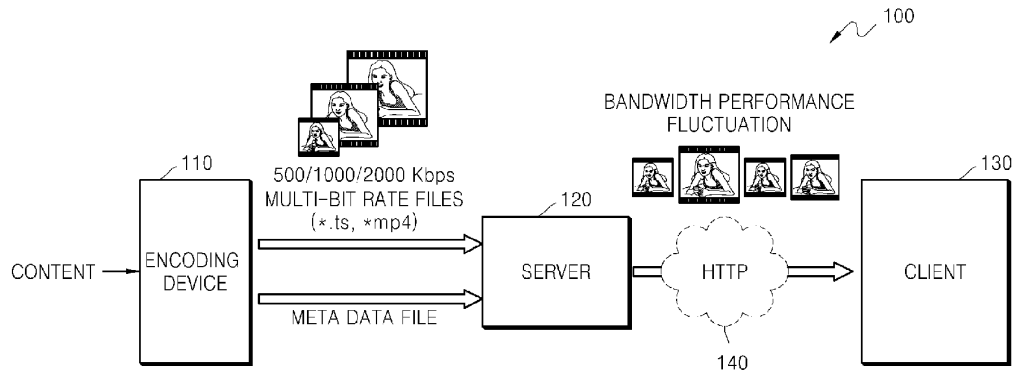 100
BANDWIDTH PERFORMANCE
FLUCTUATION
110
500/1000/2000 Kbps
MULTI-BIT RATE FILES
(*.ts, *mp4)
120
130
CONTENT
ENCODING
DEVICE
SERVER
HTTP
CLIENT
META DATA FILE
140